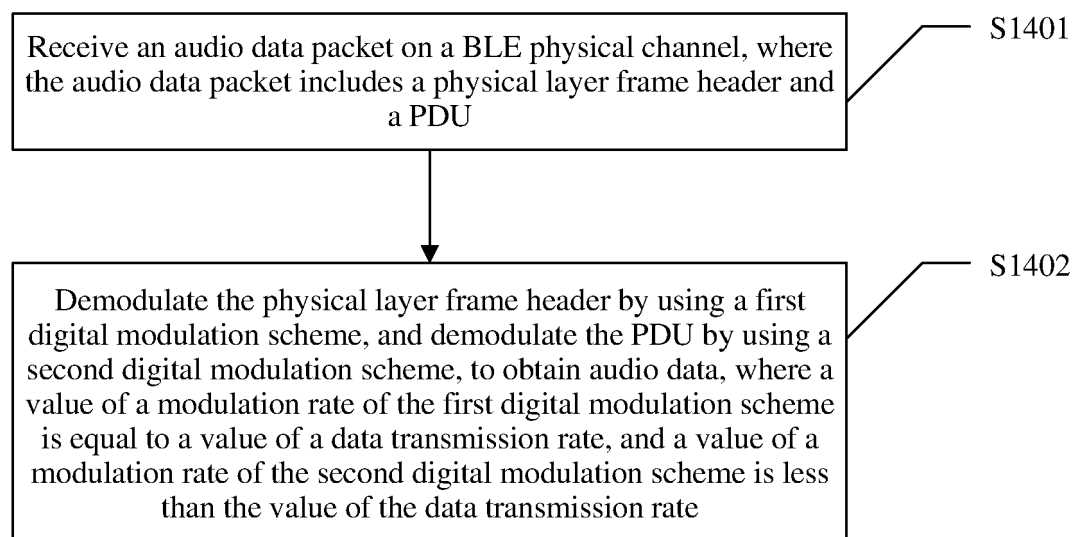 S1401
Receive an audio data packet on a BLE physical channel, where
the audio data packet includes a physical layer frame header and
a PDU
S1402
Demodulate the physical layer frame header by using a first
digital modulation scheme, and demodulate the PDU by using a
second digital modulation scheme, to obtain audio data, where a
value of a modulation rate of the first digital modulation scheme
is equal to a value of a data transmission rate, and a value of a
modulation rate of the second digital modulation scheme is less
than the value of the data transmission rate